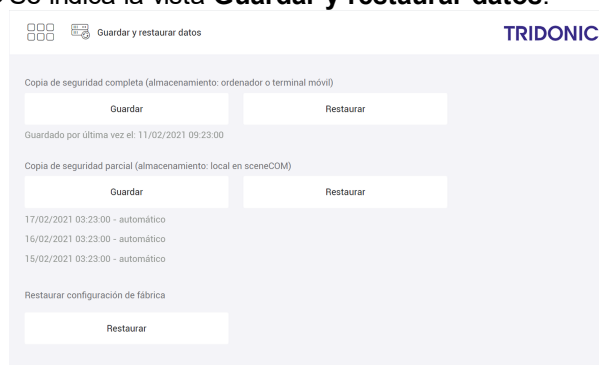 Se indica la vista Guardar y restaurar datos.
Guardar y restaurar datos TRIDONIC
Copia de seguridad completa (almacenamiento: ordenador o terminal móvil)
Guardar Restaurar
Guardado por última vez el: 11/02/2021 09:23:00
Copia de seguridad parcial (almacenamiento: local en sceneCOM)
Guardar Restaurar
17/02/2021 03:23:00 - automático
16/02/2021 03:23:00 - automático
15/02/2021 03:23:00 - automático
Restaurar configuración de fábrica
Restaurar